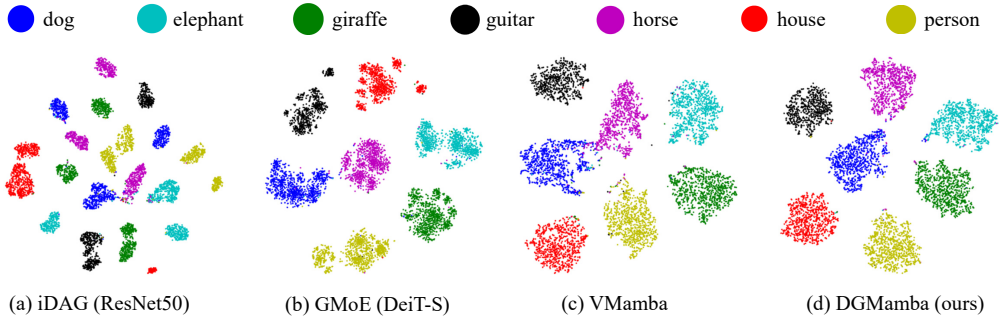 dog elephant giraffe guitar horse house person
(a) iDAG (ResNet50) (b) GMoE (DeiT-S) (c) VMamba (d) DGMamba (ours)